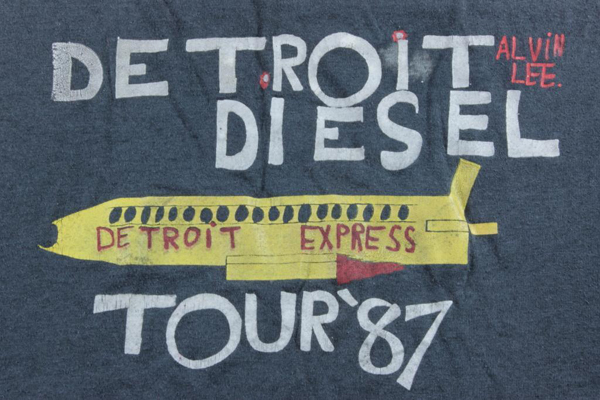 DETROIT
ALViN
LEE.
DIESEL
DETROiT EXPRESS
TOUR '87